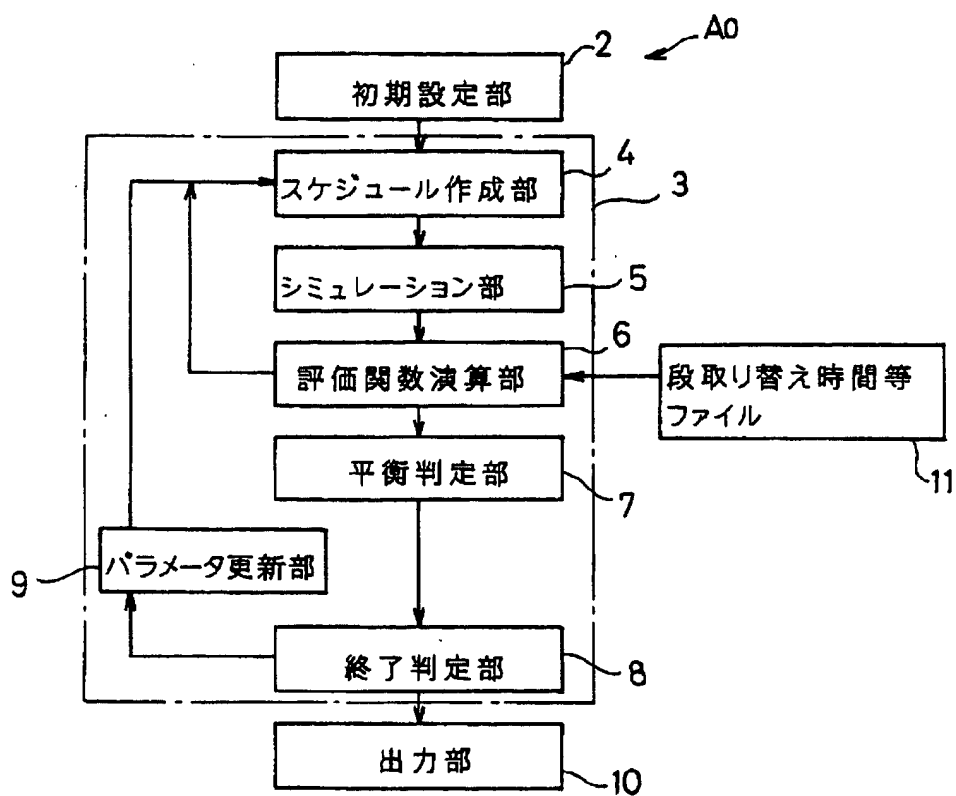 A0
2
初期設定部
4
スケジュール作成部
3
シミュレーション部
5
6
評価関数演算部
段取り替え時間等
ファイル
11
平衡判定部
7
9
パラメータ更新部
終了判定部
8
出力部
10